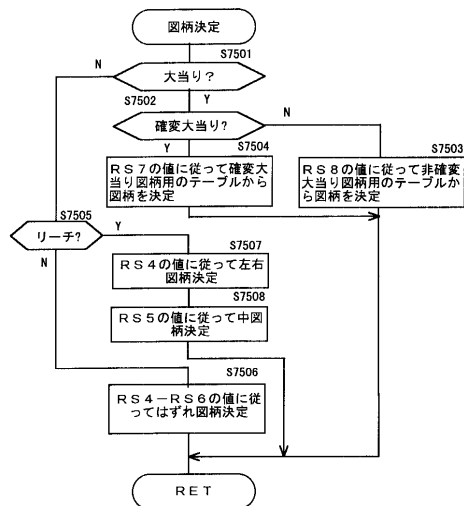 図柄決定
S7501
N
大当り？
S7502
Y
N
確変大当り?
S7504
Y
S7503
ＲＳ７の値に従って確変大
当り図柄用のテーブルから
図柄を決定
ＲＳ８の値に従って非確変
大当り図柄用のテーブルか
ら図柄を決定
S7505
Y
リーチ?
S7507
N
ＲＳ４の値に従って左右
図柄決定
S7508
ＲＳ５の値に従って中図
柄決定
S7506
ＲＳ４－ＲＳ６の値に従
ってはずれ図柄決定
ＲＥＴ